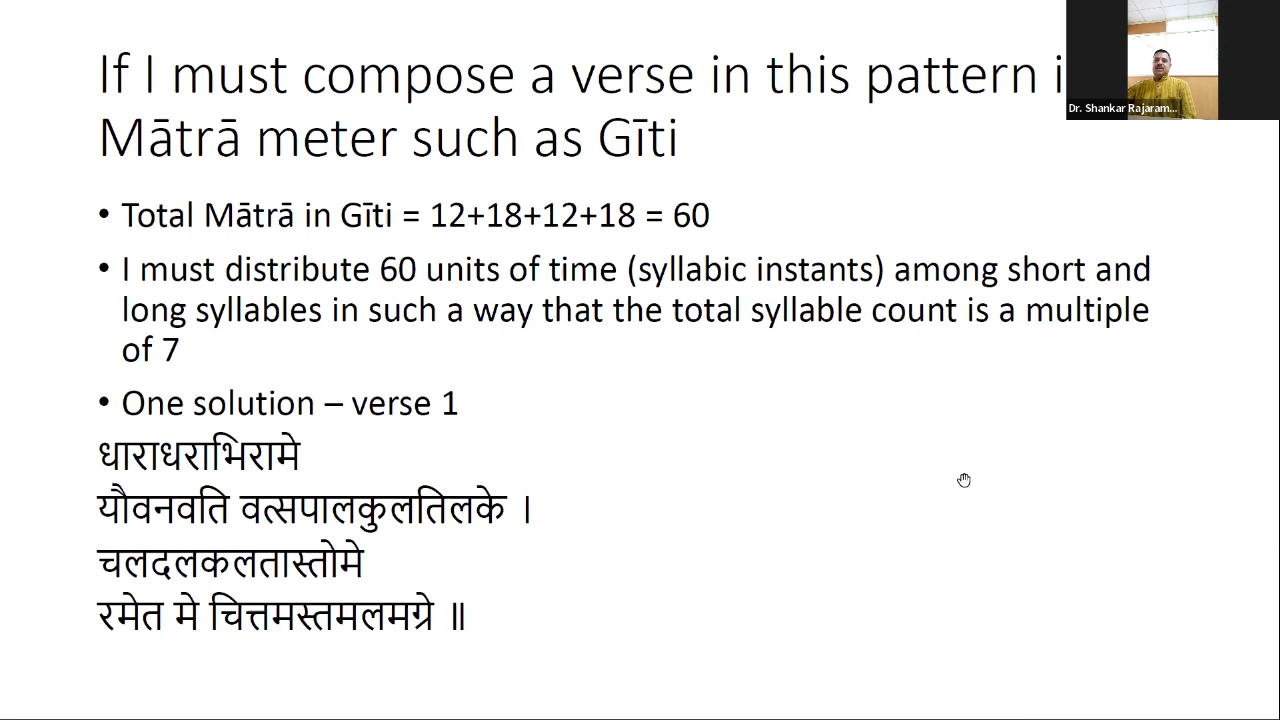 If I must compose a verse in this pattern i
Mātrā meter such as Gīti
• Total Mātrā in Gīti = 12+18+12+18 = 60
• I must distribute 60 units of time (syllabic instants) among short and
long syllables in such a way that the total syllable count is a multiple
of 7
• One solution – verse 1
धाराधराभिरामे
यौवनवति वत्सपालकुलतिलके ।
चलदलकलतास्तोमे
रमेत मे चित्तमस्तमलमग्रे ॥
Dr. Shankar Rajaram...